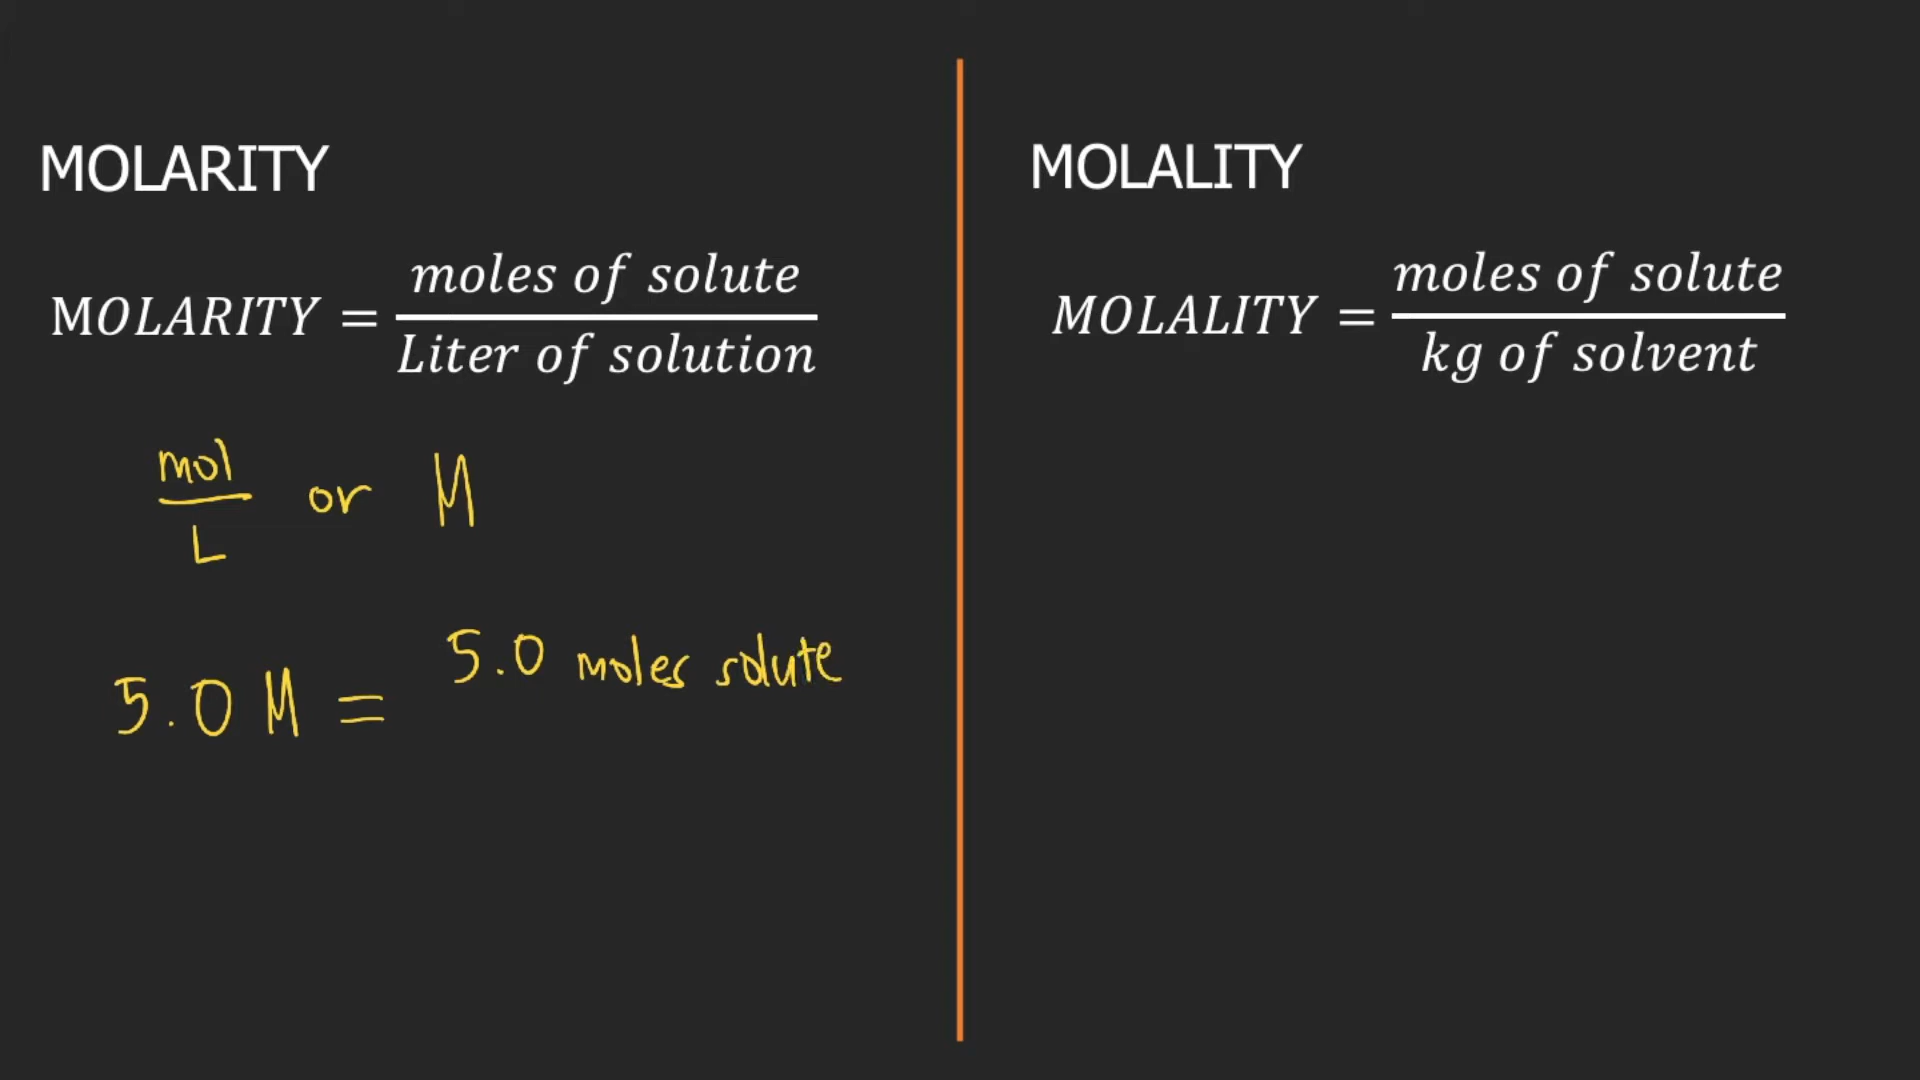 MOLARITY
MOLARITY = moles of solute
Liter of solution
mol
L
or M
5.0 M = 5.0 moles solute
MOLALITY
MOLALITY = moles of solute
kg of solvent